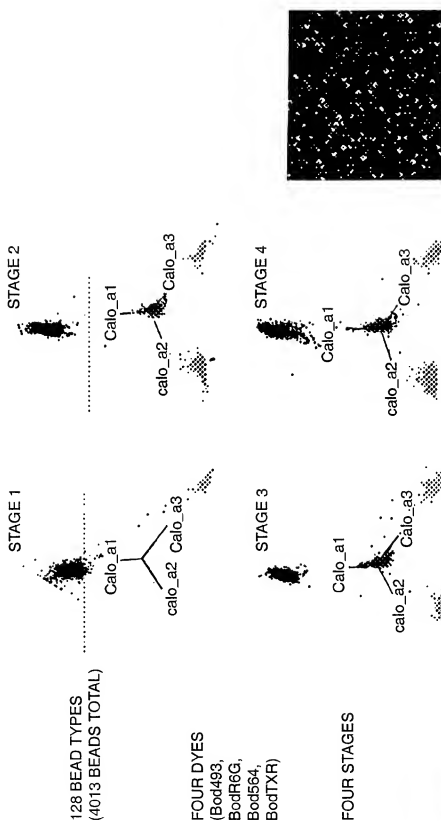 128 BEAD TYPES
(4013 BEADS TOTAL)
FOUR DYES
(Bod493,
BodR6G,
Bod564,
BodTXR)
FOUR STAGES
STAGE 1
Calo_a1
calo_a2
Calo_a3
STAGE 2
Calo_a1
calo_a2
Calo_a3
STAGE 3
Calo_a1
calo_a2
Calo_a3
STAGE 4
Calo_a1
calo_a2
Calo_a3